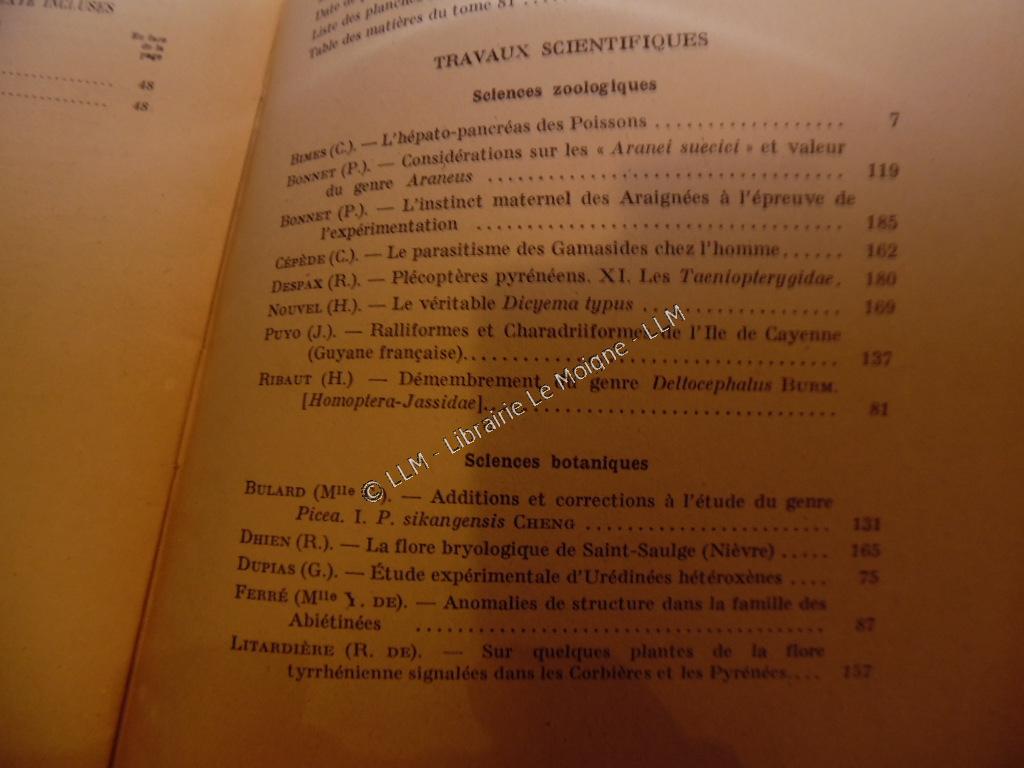 TEXTE INCLUSES
En face
de la
page
48
48
Liste des planches
Table des matières du tome 81
TRAVAUX SCIENTIFIQUES
Sciences zoologiques
BIMES (C.). — L'hépato-pancréas des Poissons .................. 7
BONNET (P.). — Considérations sur les « Aranei suecici » et valeur
du genre Araneus .................................. 119
BONNET (P.). — L'instinct maternel des Araignées à l'épreuve de
l'expérimentation .................................. 185
CÉPÈDE (C.). — Le parasitisme des Gamasides chez l'homme...... 162
DESPAX (R.). — Plécoptères pyrénéens. XI. Les Taeniopterygidae. 180
NOUVEL (H.). — Le véritable Dicyema typus .................. 169
PUYO (J.). — Ralliformes et Charadriiformes de l'Ile de Cayenne
(Guyane française).................................. 137
RIBAUT (H.) — Démembrement du genre Deltocephalus BURM.
[Homoptera-Jassidae].................................. 81
© LLM - Librairie Le Moigne - LLM
Sciences botaniques
BULARD (Mlle C.). — Additions et corrections à l'étude du genre
Picea. I. P. sikangensis CHENG ........................ 131
DHIEN (R.). — La flore bryologique de Saint-Saulge (Nièvre) ..... 165
DUPIAS (G.). — Étude expérimentale d'Urédinées hétéroxènes .... 75
FERRÉ (Mlle Y. DE). — Anomalies de structure dans la famille des
Abiétinées .................................. 87
LITARDIÈRE (R. DE). — Sur quelques plantes de la flore
tyrrhénienne signalées dans les Corbières et les Pyrénées.... 157